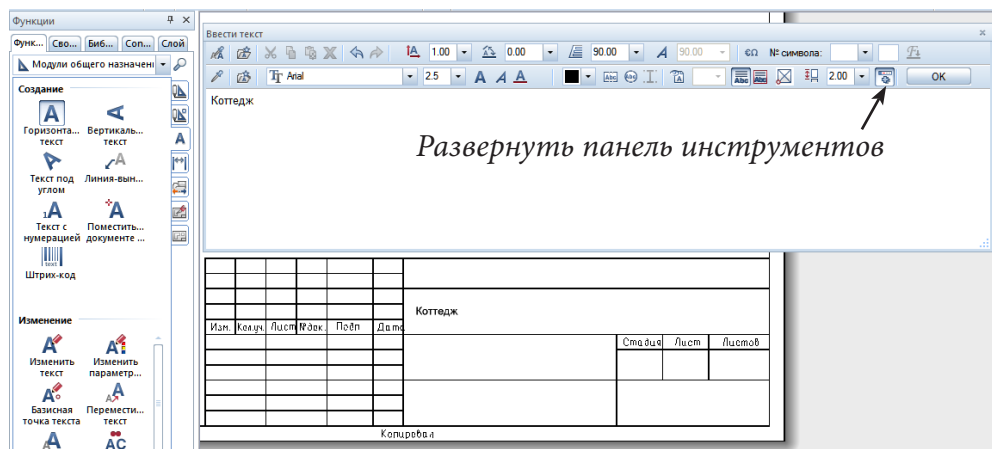 Функции
Функ... Сво... Биб... Соп... Слой
Модули общего назначени
Создание
Горизонта... текст
Вертикаль... текст
Текст под углом
Линия-вын...
Текст с нумерацией
Поместить... документе ...
Штрих-код
Изменение
Изменить текст
Изменить параметр...
Базисная точка текста
Перемести... текст
Ввести текст
1.00 0.00 90.00 90.00 €Ω №символа:
Arial 2.5 2.00 OK
Коттедж
Развернуть панель инструментов
Коттедж
Изм. Кол.уч. Лист №док. Подп Дата
Стадия Лист Листов
Копировал